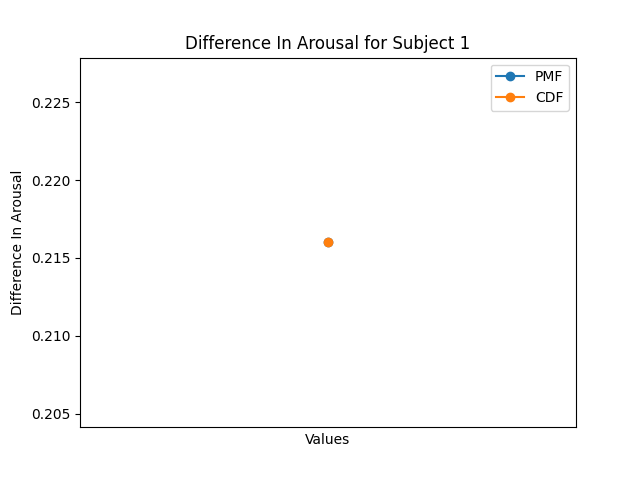 Difference In Arousal for Subject 1
PMF
CDF
0.225
0.220
0.215
0.210
0.205
Difference In Arousal
Values